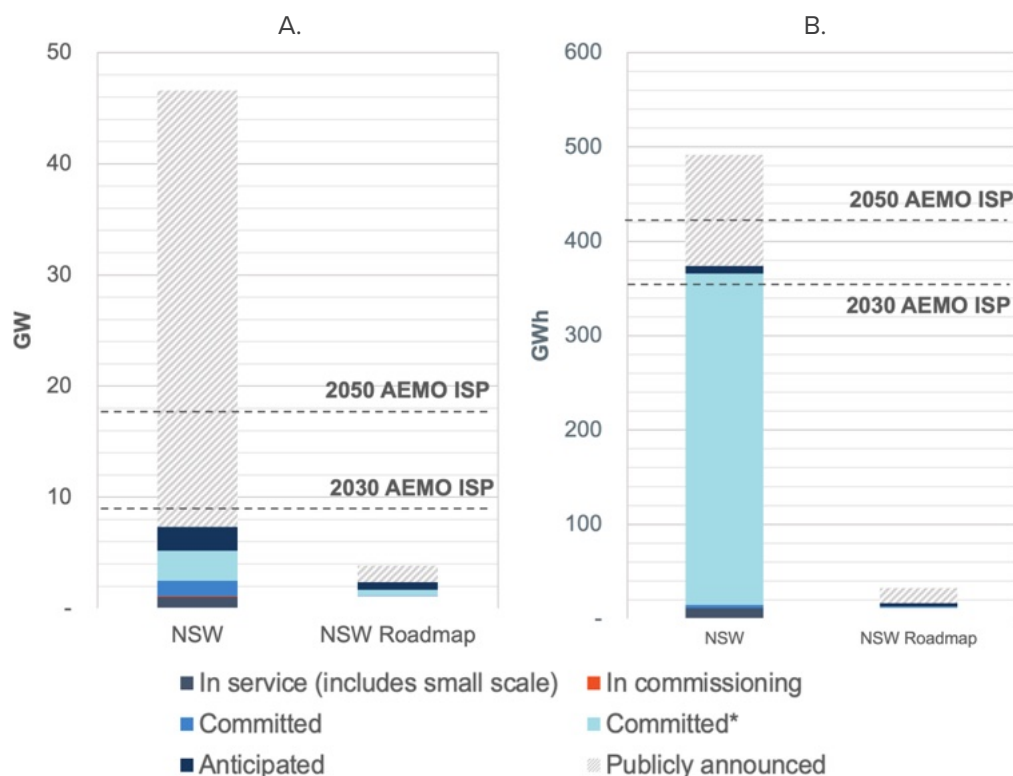 A.
50
40
30
20
10
-
GW
2050 AEMO ISP
2030 AEMO ISP
NSW
NSW Roadmap
B.
600
500
400
300
200
100
-
GWh
2050 AEMO ISP
2030 AEMO ISP
NSW
NSW Roadmap
In service (includes small scale)
In commissioning
Committed
Committed*
Anticipated
Publicly announced